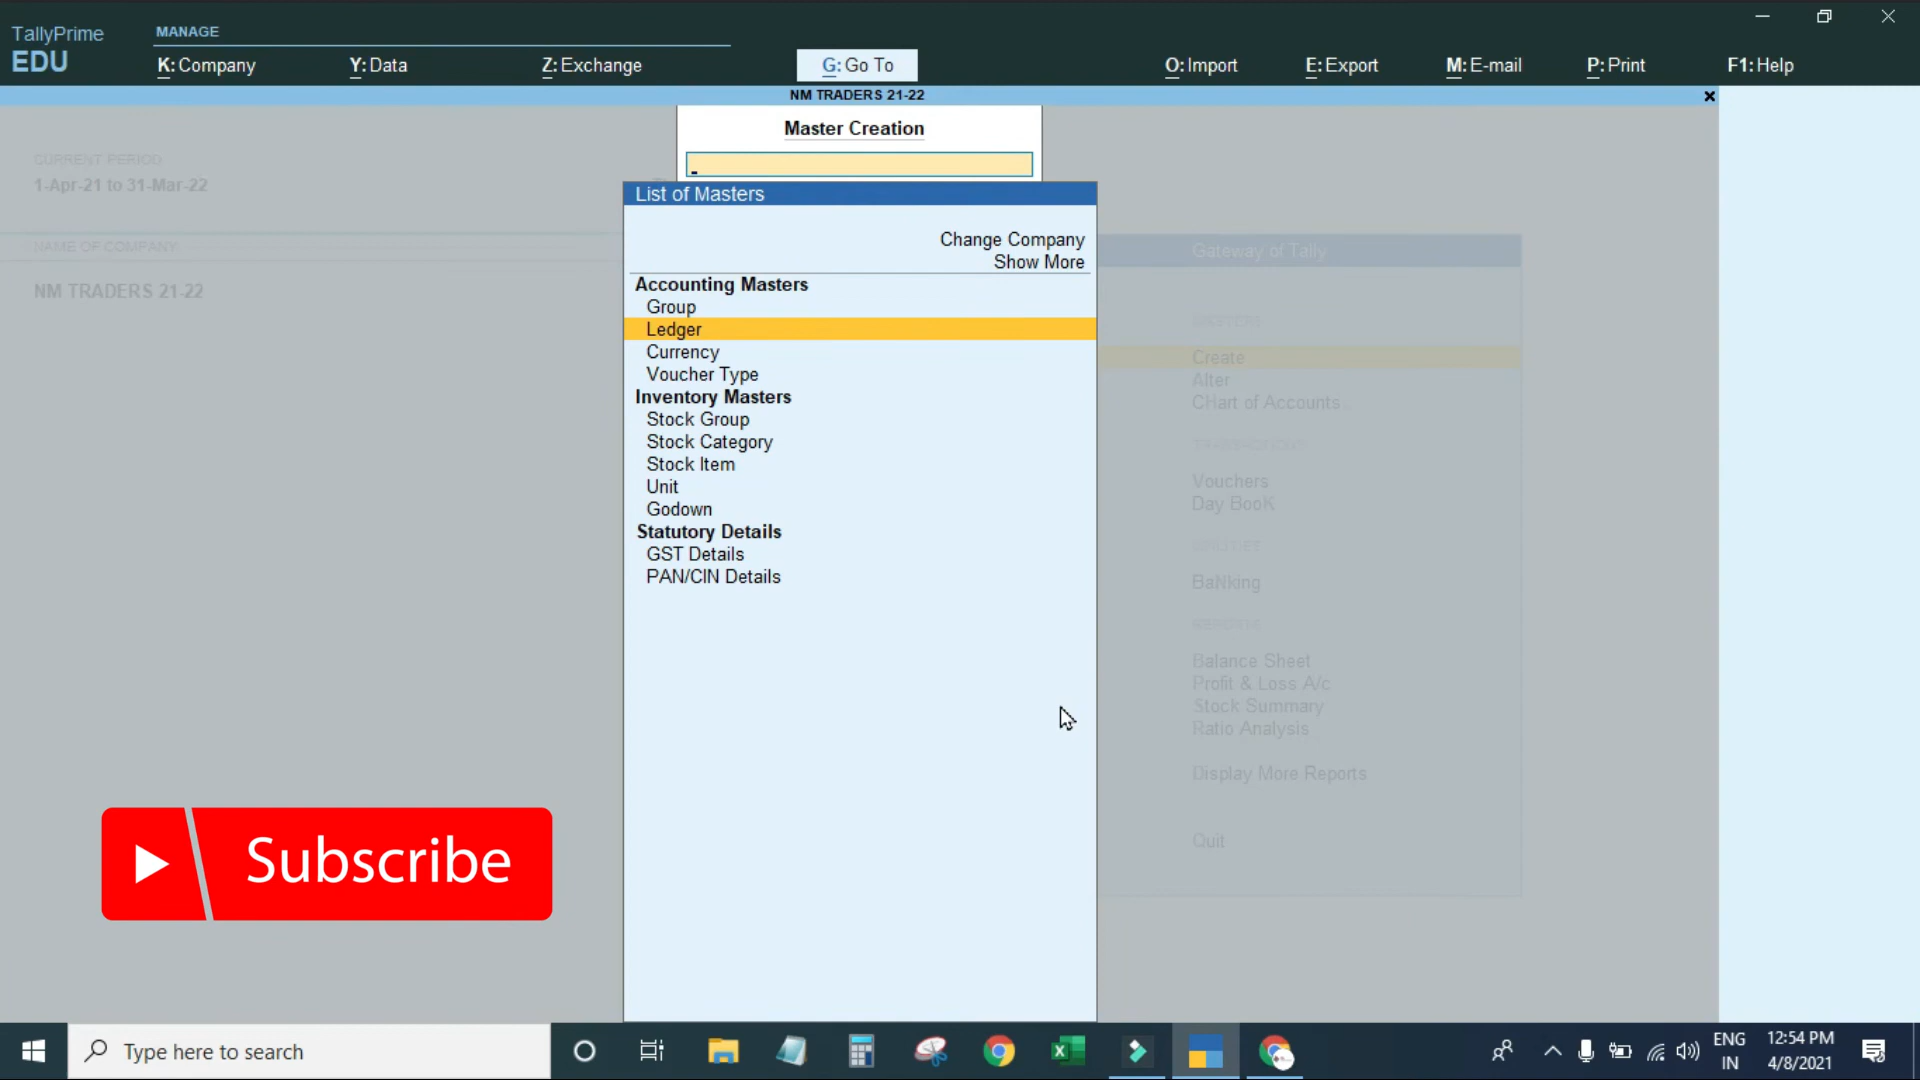 TallyPrime
EDU
MANAGE
K: Company
Y: Data
Z: Exchange
G: Go To
O: Import
E: Export
M: E-mail
P: Print
F1: Help
NM TRADERS 21-22
Master Creation
CURRENT PERIOD
1-Apr-21 to 31-Mar-22
NAME OF COMPANY
NM TRADERS 21-22
List of Masters
Change Company
Show More
Accounting Masters
Group
Ledger
Currency
Voucher Type
Inventory Masters
Stock Group
Stock Category
Stock Item
Unit
Godown
Statutory Details
GST Details
PAN/CIN Details
Gateway of Tally
MASTERS
Create
Alter
CHart of Accounts
TRANSACTIONS
Vouchers
Day BooK
UTILITIES
BaNking
REPORTS
Balance Sheet
Profit & Loss A/c
Stock Summary
Ratio Analysis
Display More Reports
Quit
Subscribe
Type here to search
ENG
IN
12:54 PM
4/8/2021